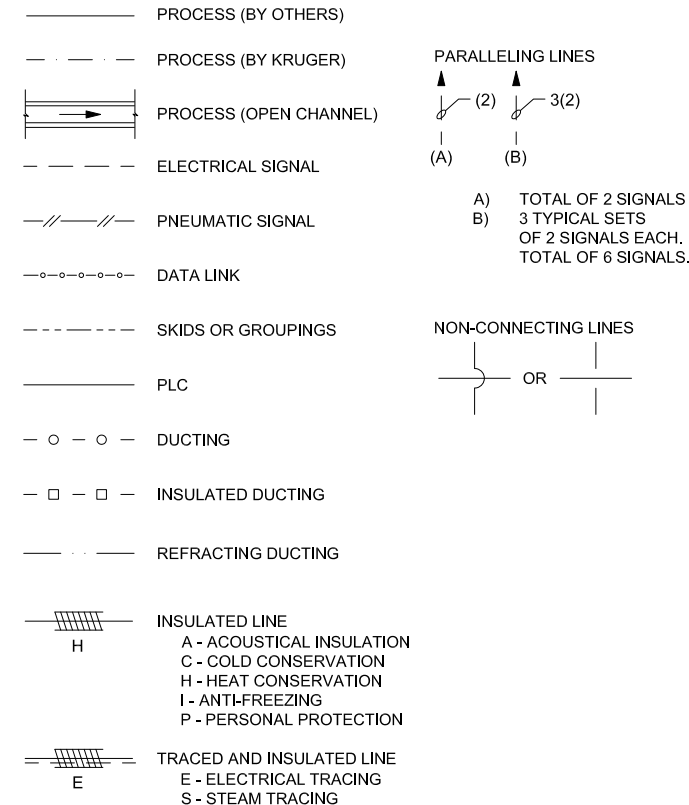 PROCESS (BY OTHERS)
PROCESS (BY KRUGER)
PROCESS (OPEN CHANNEL)
ELECTRICAL SIGNAL
PNEUMATIC SIGNAL
DATA LINK
SKIDS OR GROUPINGS
PLC
DUCTING
INSULATED DUCTING
REFRACTING DUCTING
H
INSULATED LINE
A - ACOUSTICAL INSULATION
C - COLD CONSERVATION
H - HEAT CONSERVATION
I - ANTI-FREEZING
P - PERSONAL PROTECTION
E
TRACED AND INSULATED LINE
E - ELECTRICAL TRACING
S - STEAM TRACING
PARALLELING LINES
(2) 3(2)
(A) (B)
A) TOTAL OF 2 SIGNALS
B) 3 TYPICAL SETS
OF 2 SIGNALS EACH.
TOTAL OF 6 SIGNALS.
NON-CONNECTING LINES
OR